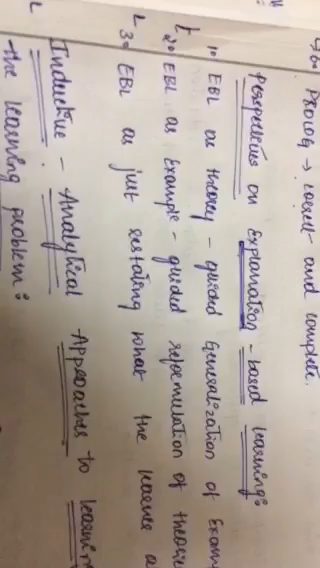 Prolog → correct and complete.
Perspectives on Explanation-based learning:
1. EBL as theory-guided Generalization of Exam
2. EBL as Example-guided reformulation of theorie
3. EBL as just restating what the learner a
Inductive - Analytical Approaches to learnin
The learning problem: